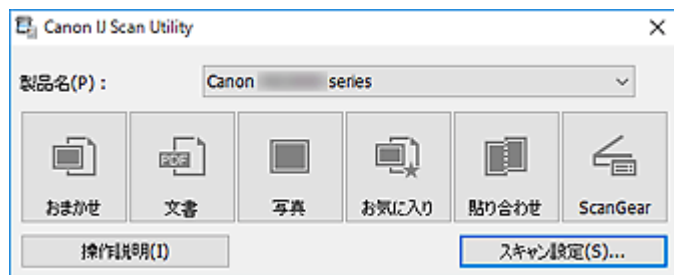 Canon IJ Scan Utility
製品名(P) : Canon series
おまかせ 文書 写真 お気に入り 貼り合わせ ScanGear
操作説明(I) スキャン設定(S)...